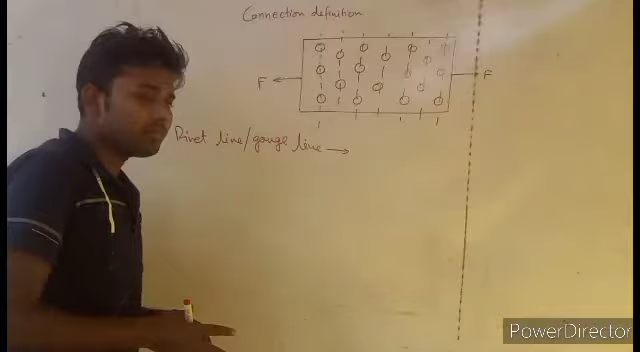 Connection definition
F
F
Rivet line/gauge line →
PowerDirector